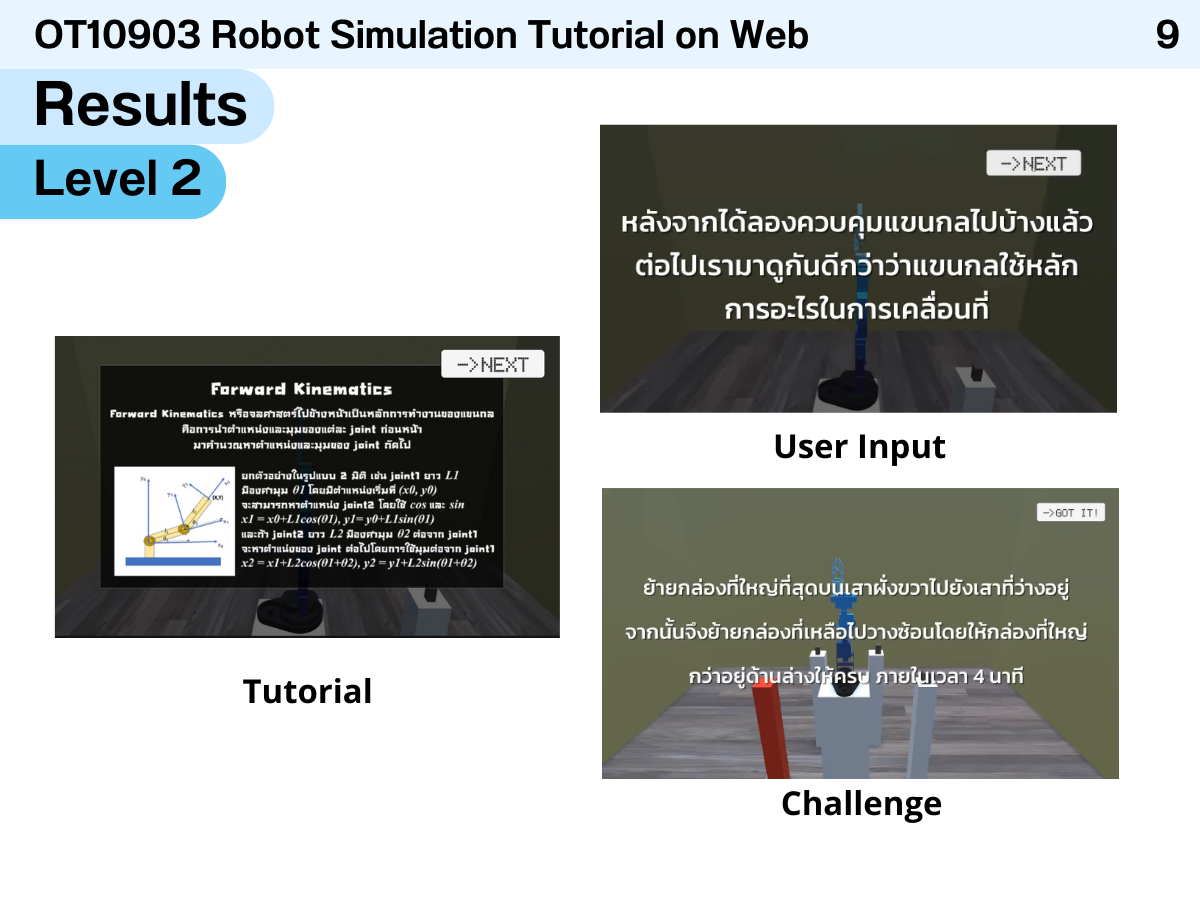 OT10903 Robot Simulation Tutorial on Web
9
Results
Level 2
->NEXT
Forward Kinematics
Forward Kinematics หรือจลศาสตร์ไปข้างหน้าเป็นหลักการทำงานของแขนกล
คือการนำตำแหน่งและมุมของแต่ละ joint ก่อนหน้า
มาคำนวณหาตำแหน่งและมุมของ joint ถัดไป
ยกตัวอย่างในรูปแบบ 2 มิติ เช่น joint1 ยาว L1
มีองศามุม θ1 โดยมีตำแหน่งเริ่มที่ (x0, y0)
จะสามารถหาตำแหน่ง joint2 โดยใช้ cos และ sin
x1 = x0+L1cos(θ1), y1= y0+L1sin(θ1)
และถ้า joint2 ยาว L2 มีองศามุม θ2 ต่อจาก joint1
จะหาตำแน่งของ joint ต่อไปโดยการใช้มุมต่อจาก joint1
x2 = x1+L2cos(θ1+θ2), y2 = y1+L2sin(θ1+θ2)
(X,Y)
Tutorial
->NEXT
หลังจากได้ลองควบคุมแขนกลไปบ้างแล้ว
ต่อไปเรามาดูกันดีกว่าว่าแขนกลใช้หลัก
การอะไรในการเคลื่อนที่
User Input
->GOT IT!
ย้ายกล่องที่ใหญ่ที่สุดบนเสาฝั่งขวาไปยังเสาที่ว่างอยู่
จากนั้นจึงย้ายกล่องที่เหลือไปวางซ้อนโดยให้กล่องที่ใหญ่
กว่าอยู่ด้านล่างให้ครบ ภายในเวลา 4 นาที
Challenge